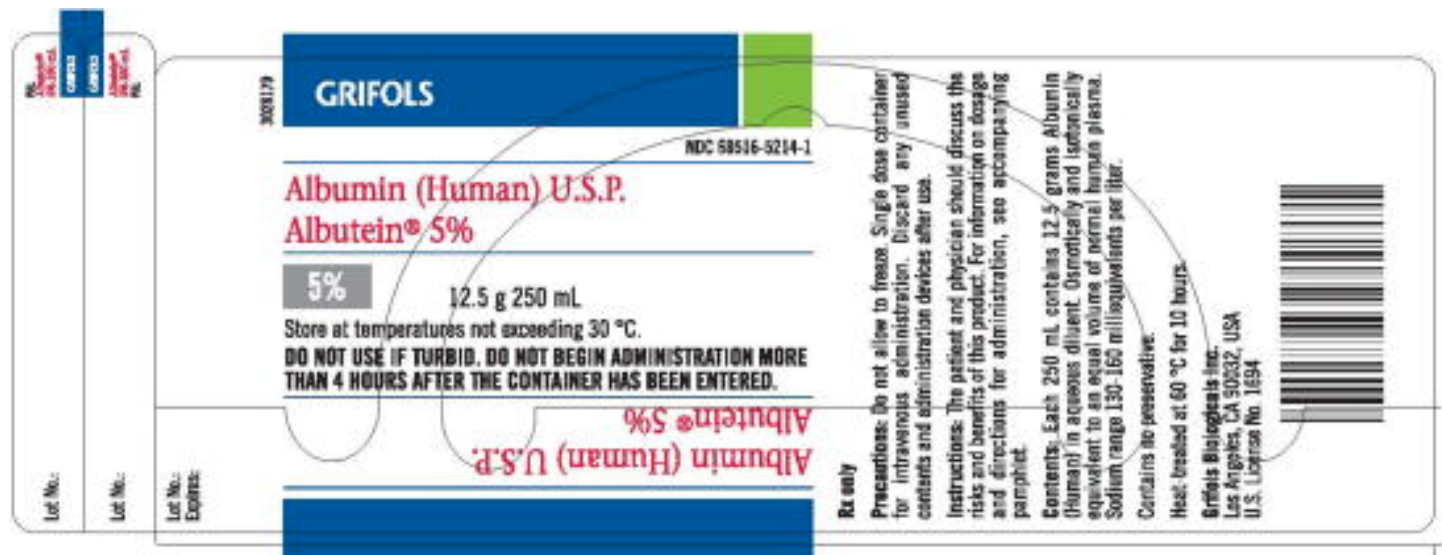 GRIFOLS
GRIFOLS
Lot No.:
Lot No.:
Lot No.:
Expires:
3028179
GRIFOLS
NDC 68516-5214-1
Albumin (Human) U.S.P.
Albutein® 5%
5%
12.5 g 250 mL
Store at temperatures not exceeding 30 °C.
DO NOT USE IF TURBID. DO NOT BEGIN ADMINISTRATION MORE
THAN 4 HOURS AFTER THE CONTAINER HAS BEEN ENTERED.
Albumin (Human) U.S.P.
Albutein® 5%
Rx only
Precautions: Do not allow to freeze. Single dose container
for intravenous administration. Discard any unused
contents and administration devices after use.
Instructions: The patient and physician should discuss the
risks and benefits of this product. For information on dosage
and directions for administration, see accompanying
pamphlet.
Contents: Each 250 mL contains 12.5 grams Albumin
(Human) in aqueous diluent. Osmotically and isotonically
equivalent to an equal volume of normal human plasma.
Sodium range 130-160 milliequivalents per liter.
Contains no preservative.
Heat-treated at 60 °C for 10 hours.
Grifols Biologicals Inc.
Los Angeles, CA 90032, USA
U.S. License No. 1694